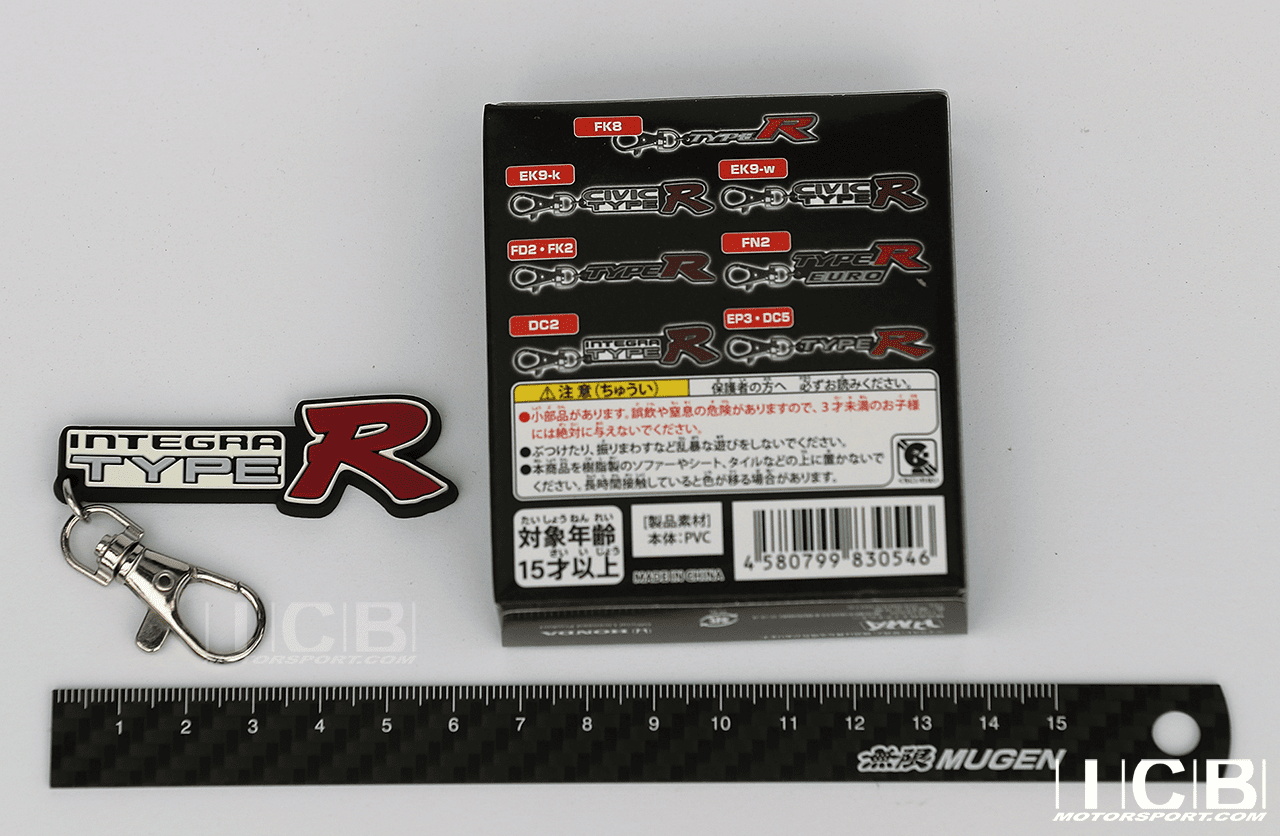 FK8
TYPE R
EK9-k
CIVIC
TYPE R
EK9-w
CIVIC
TYPE R
FD2・FK2
TYPE R
FN2
TYPE R
EURO
DC2
INTEGRA
TYPE R
EP3・DC5
TYPE R
⚠注意(ちゅうい)
保護者の方へ 必ずお読みください。
●小部品があります。誤飲や窒息の危険がありますので、3才未満のお子様
には絶対に与えないでください。
●ぶつけたり、振りまわすなど乱暴な遊びをしないでください。
●本商品を樹脂製のソファーやシート、タイルなどの上に置かないで
ください。長時間接触していると色が移る場合があります。
たいしょうねんれい
対象年齢
さいいじょう
15才以上
[製品素材]
本体:PVC
MADE IN CHINA
4 580799 830546
HONDA
INTEGRA
TYPE R
ICB
MOTORSPORT.COM
1 2 3 4 5 6 7 8 9 10 11 12 13 14 15
無限 MUGEN
ICB
MOTORSPORT.COM